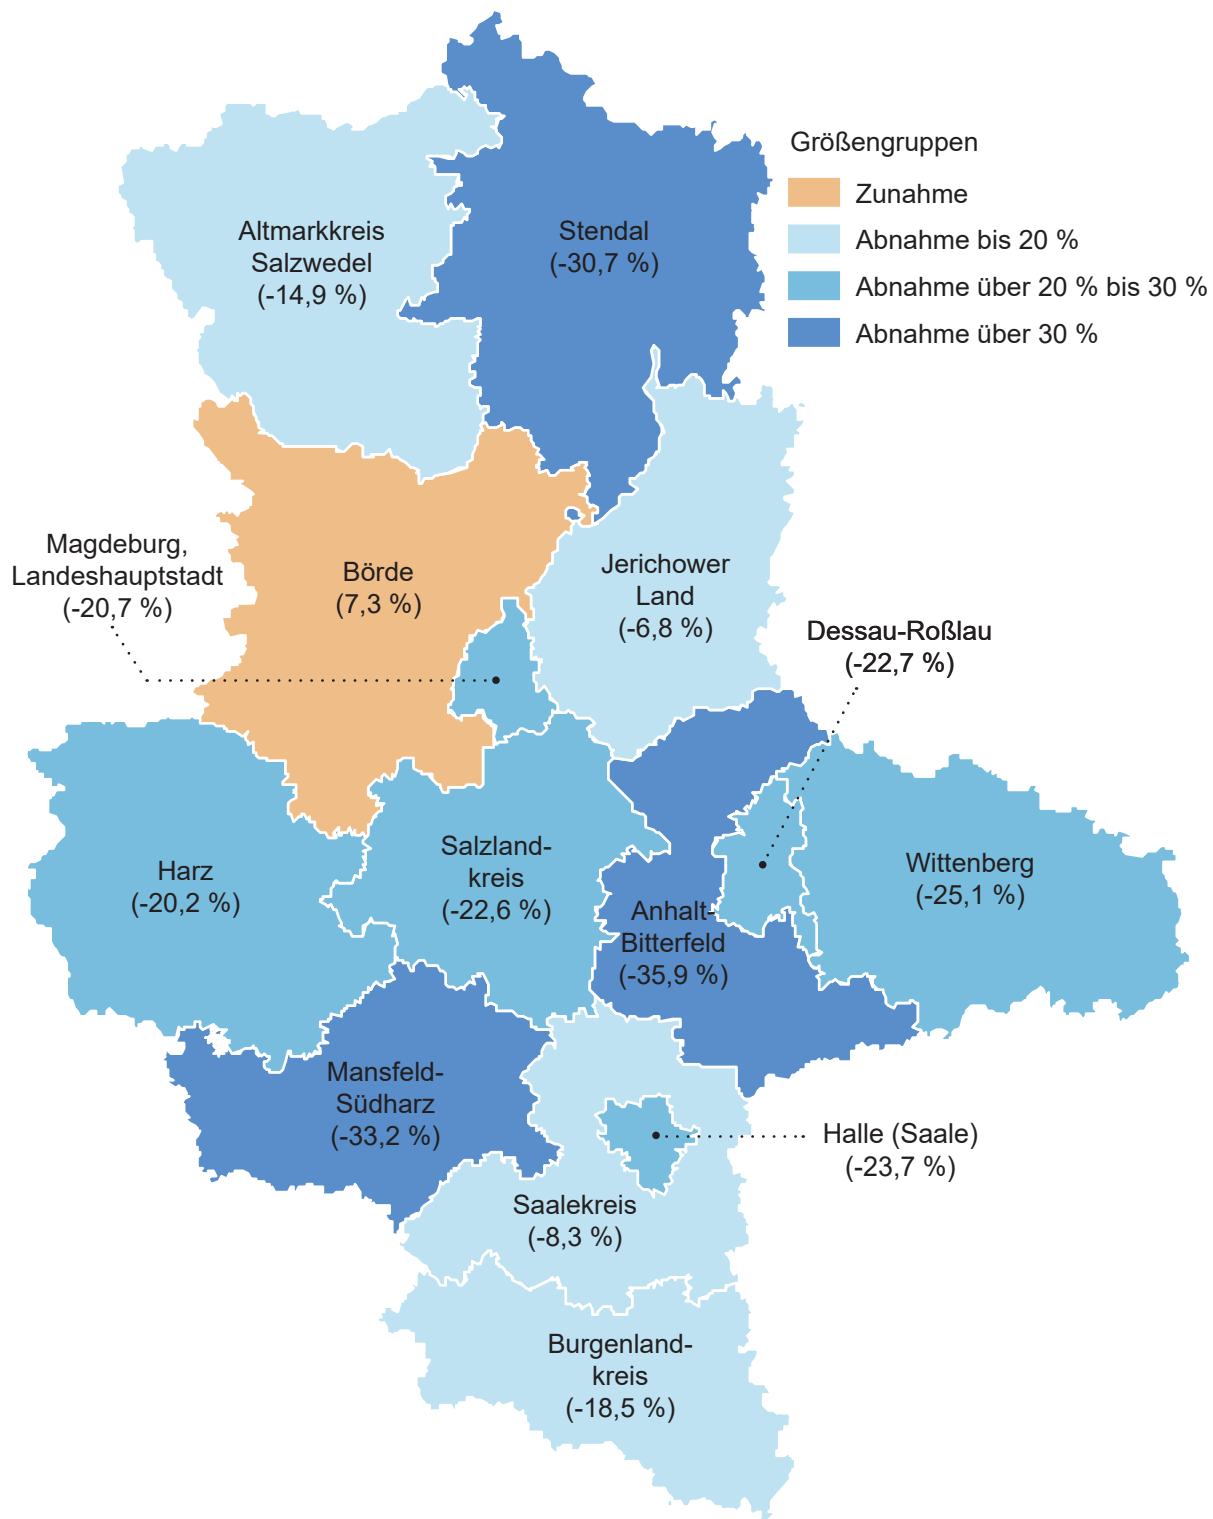 Größengruppen
Zunahme
Abnahme bis 20 %
Abnahme über 20 % bis 30 %
Abnahme über 30 %
Altmarkkreis
Salzwedel
(-14,9 %)
Stendal
(-30,7 %)
Magdeburg,
Landeshauptstadt
(-20,7 %)
Börde
(7,3 %)
Jerichower
Land
(-6,8 %)
Dessau-Roßlau
(-22,7 %)
Harz
(-20,2 %)
Salzland-
kreis
(-22,6 %)
Anhalt-
Bitterfeld
(-35,9 %)
Wittenberg
(-25,1 %)
Mansfeld-
Südharz
(-33,2 %)
Halle (Saale)
(-23,7 %)
Saalekreis
(-8,3 %)
Burgenland-
kreis
(-18,5 %)